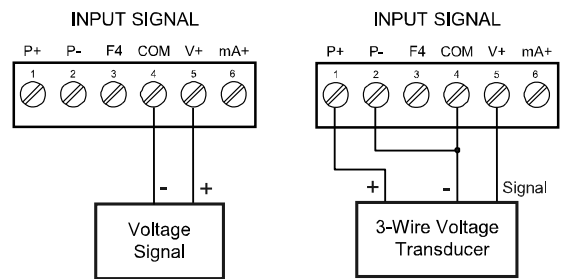 INPUT SIGNAL
P+ P- F4 COM V+ mA+
1 2 3 4 5 6
- +
Voltage
Signal
INPUT SIGNAL
P+ P- F4 COM V+ mA+
1 2 3 4 5 6
+ - Signal
3-Wire Voltage
Transducer